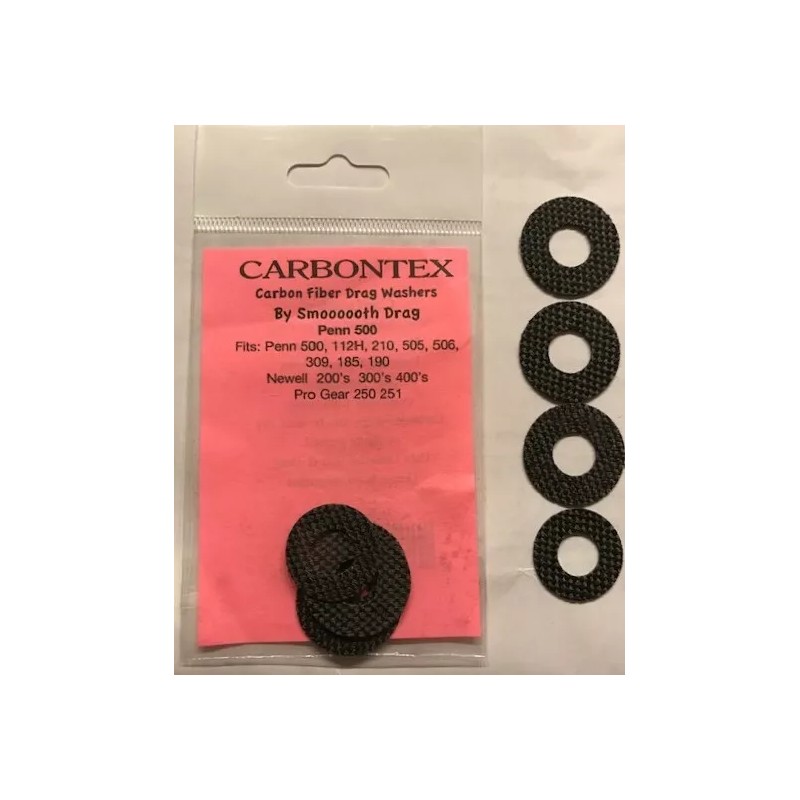 CARBONTEX
Carbon Fiber Drag Washers
By Smoooooth Drag
Penn 500
Fits: Penn 500, 112H, 210, 505, 506,
309, 185, 190
Newell 200's 300's 400's
Pro Gear 250 251